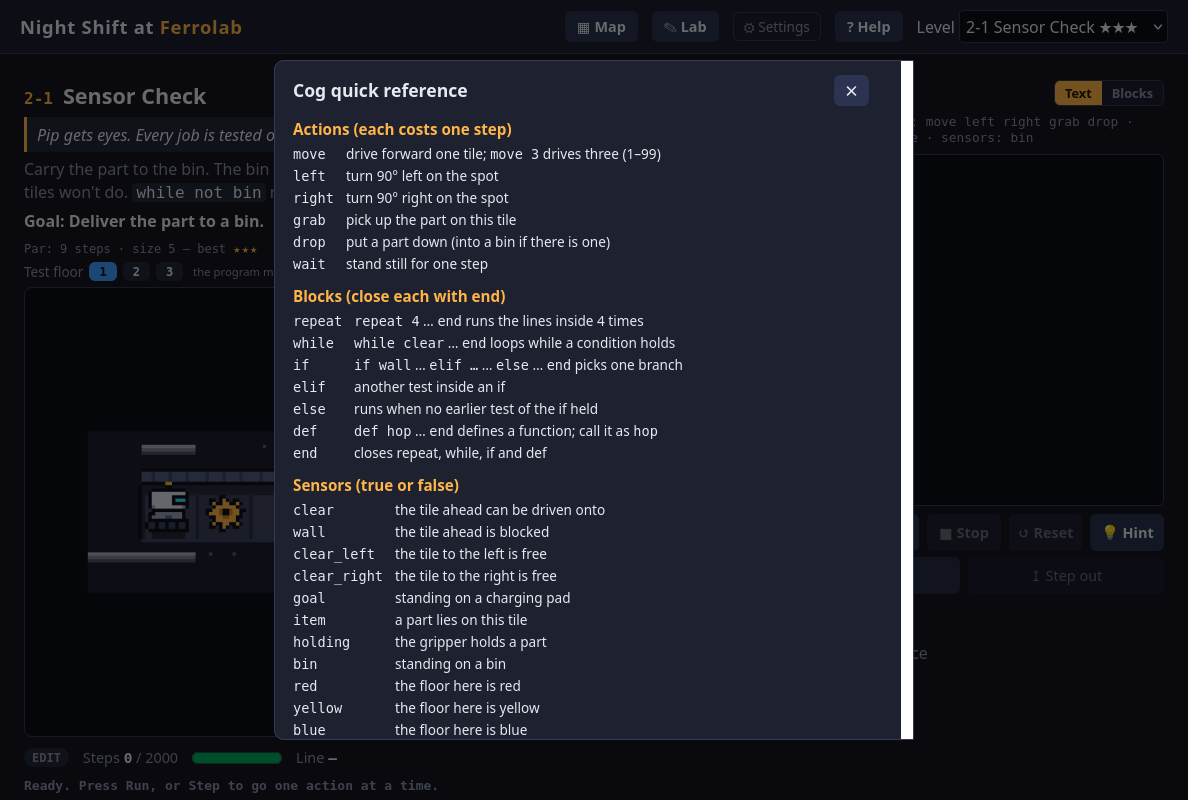 Night Shift at Ferrolab
▦ Map
✎ Lab
⚙ Settings
? Help
Level
2-1 Sensor Check ★★★
2-1 Sensor Check
Pip gets eyes. Every job is tested o
Carry the part to the bin. The bin
tiles won't do. while not bin
Goal: Deliver the part to a bin.
Par: 9 steps · size 5 — best ★★★
Test floor 1 2 3 the program m
Cog quick reference
✕
Actions (each costs one step)
move drive forward one tile; move 3 drives three (1–99)
left turn 90° left on the spot
right turn 90° right on the spot
grab pick up the part on this tile
drop put a part down (into a bin if there is one)
wait stand still for one step
Blocks (close each with end)
repeat repeat 4 … end runs the lines inside 4 times
while while clear … end loops while a condition holds
if if wall … elif … … else … end picks one branch
elif another test inside an if
else runs when no earlier test of the if held
def def hop … end defines a function; call it as hop
end closes repeat, while, if and def
Sensors (true or false)
clear the tile ahead can be driven onto
wall the tile ahead is blocked
clear_left the tile to the left is free
clear_right the tile to the right is free
goal standing on a charging pad
item a part lies on this tile
holding the gripper holds a part
bin standing on a bin
red the floor here is red
yellow the floor here is yellow
blue the floor here is blue
Text
Blocks
: move left right grab drop ·
e · sensors: bin
■ Stop
↺ Reset
💡 Hint
↥ Step out
EDIT
Steps 0 / 2000
Line —
Ready. Press Run, or Step to go one action at a time.